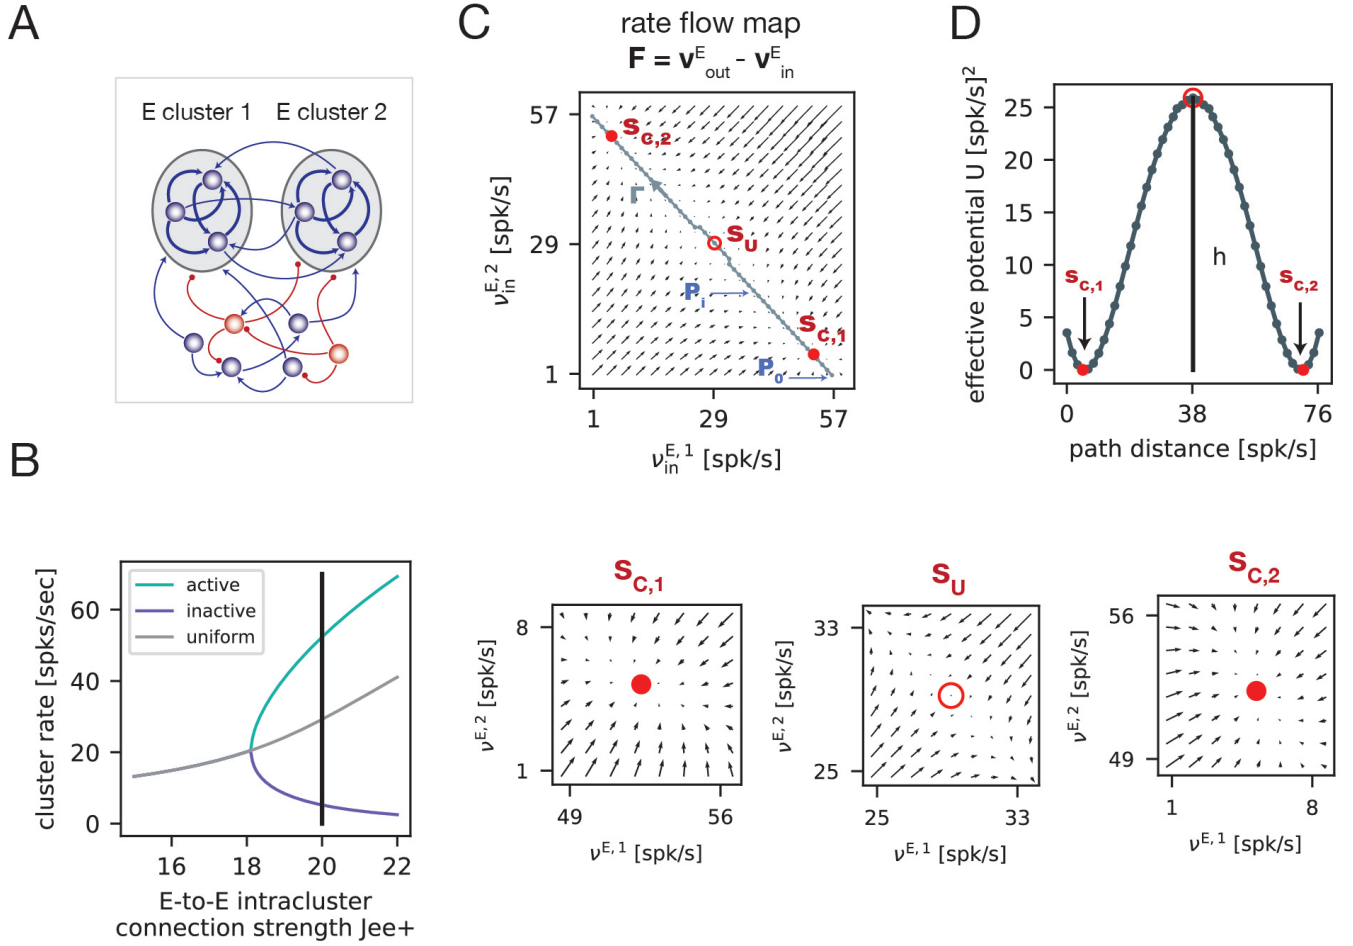 A
E cluster 1 E cluster 2
B
active
inactive
uniform
60
40
20
0
16 18 20 22
cluster rate [spks/sec]
E-to-E intracluster
connection strength Jee+
C
rate flow map
F = v^E_out - v^E_in
57
29
1
1 29 57
ν^E,2_in [spk/s]
ν^E,1_in [spk/s]
S_C,2
Γ
S_U
P_i
S_C,1
P_0
D
25
20
15
10
5
0
0 38 76
effective potential U [spk/s]²
path distance [spk/s]
S_C,1
h
S_C,2
S_C,1
8
1
49 56
ν^E,2 [spk/s]
ν^E,1 [spk/s]
S_U
33
25
25 33
ν^E,2 [spk/s]
ν^E,1 [spk/s]
S_C,2
56
49
1 8
ν^E,2 [spk/s]
ν^E,1 [spk/s]